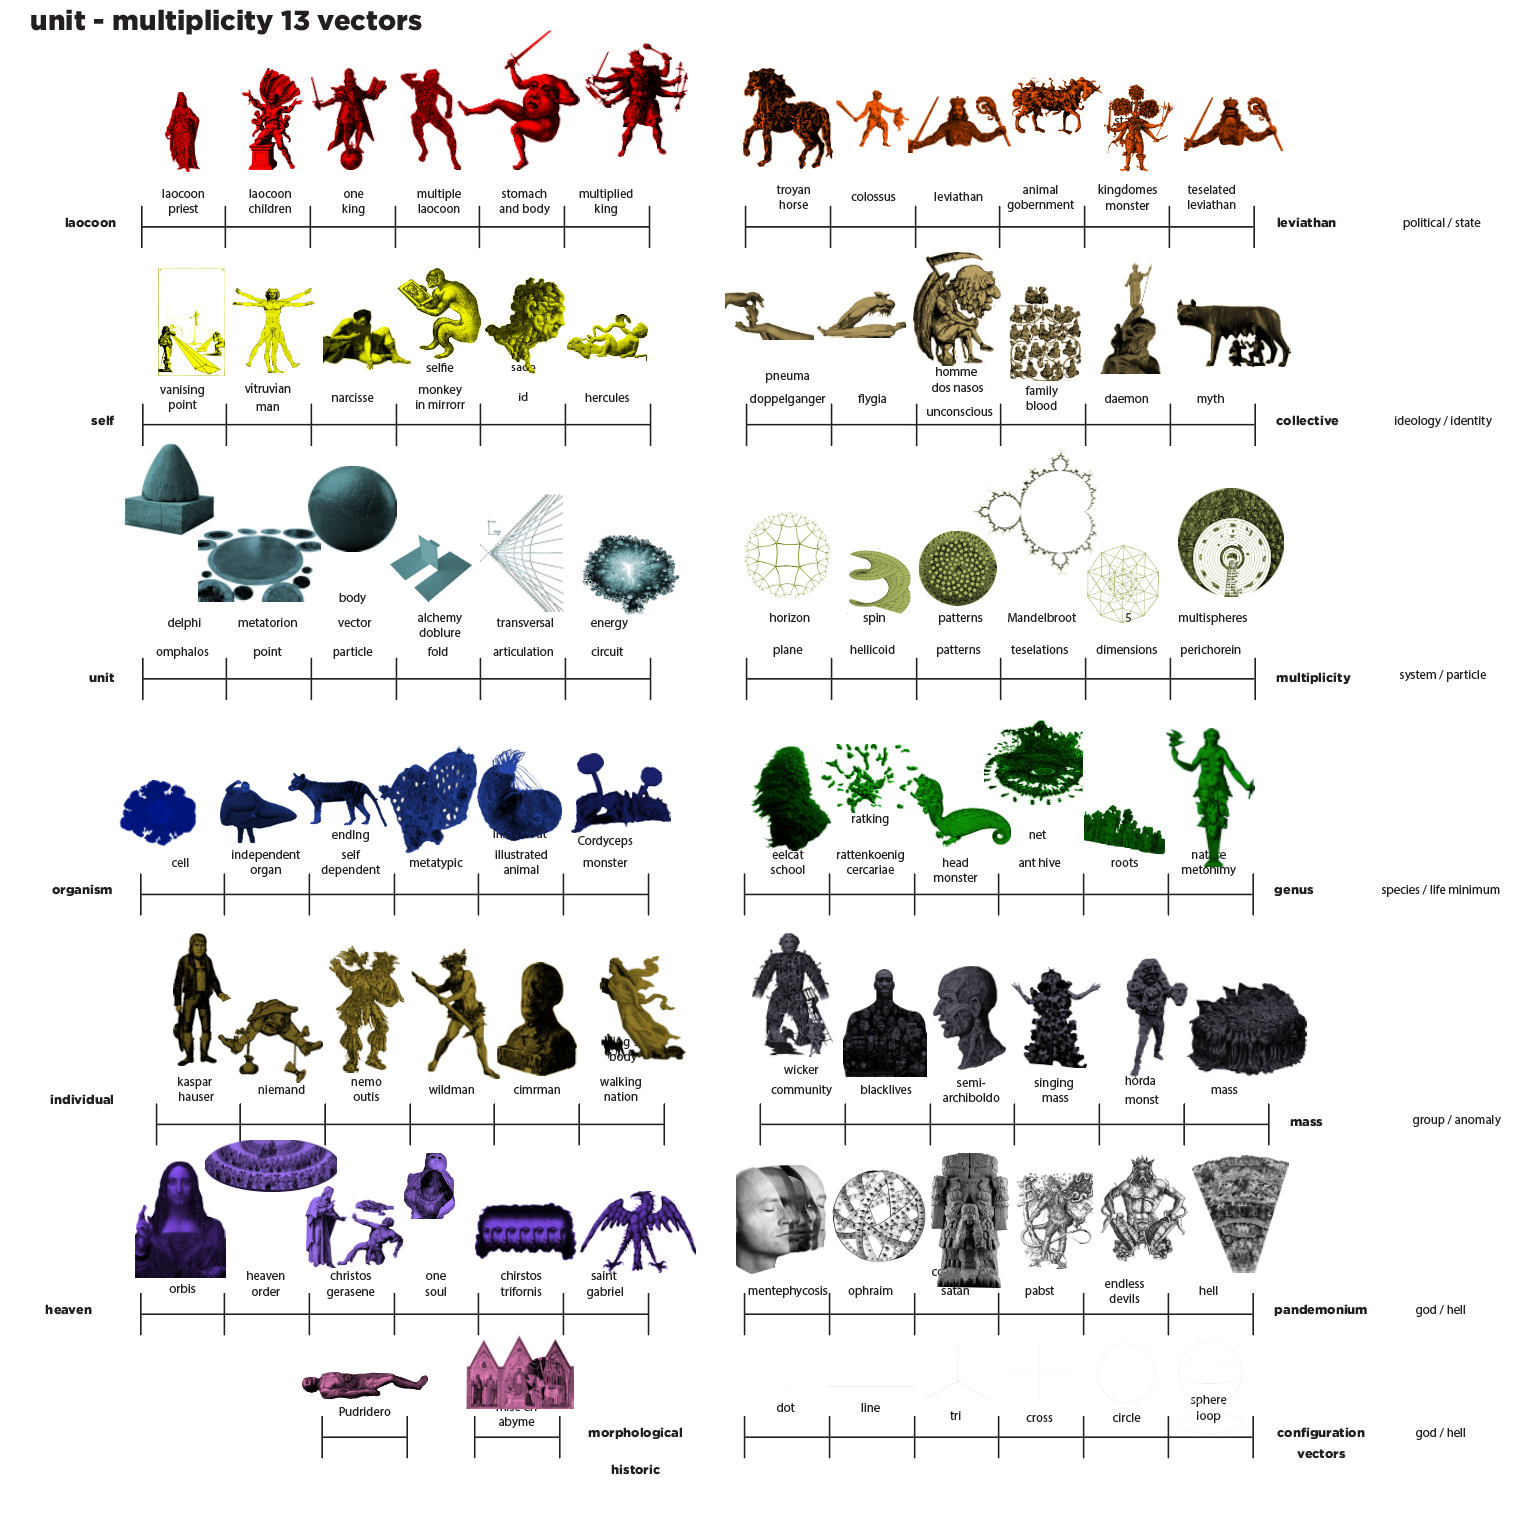 unit - multiplicity 13 vectors
laocoon priest
laocoon children
one king
multiple laocoon
stomach and body
multiplied king
troyan horse
colossus
leviathan
animal gobernment
kingdomes monster
teselated leviathan
laocoon
leviathan
political / state
selfie
vanising point
vitruvian man
narcisse
monkey in mirrorr
id
hercules
pneuma
doppelganger
flygia
homme dos nasos
unconscious
family blood
daemon
myth
self
collective
ideology / identity
body
delphi
metatorion
vector
alchemy doblure
transversal
energy
omphalos
point
particle
fold
articulation
circuit
horizon
spin
patterns
Mandelbroot
5
multispheres
plane
hellicoid
patterns
teselations
dimensions
perichorein
unit
multiplicity
system / particle
cell
independent organ
ending
self dependent
metatypic
illustrated animal
Cordyceps
monster
eelcat school
ratking
rattenkoenig cercariae
head monster
net
ant hive
roots
metonimy
organism
genus
species / life minimum
kaspar hauser
niemand
nemo outis
wildman
cimrman
body
walking nation
wicker
community
blacklives
semi-
archiboldo
singing mass
horda
monst
mass
individual
mass
group / anomaly
orbis
heaven order
christos gerasene
one soul
chirstos trifornis
saint gabriel
mentephycosis
ophraim
satan
pabst
endless devils
hell
heaven
pandemonium
god / hell
Pudridero
abyme
morphological
historic
dot
line
tri
cross
circle
sphere loop
configuration
vectors
god / hell